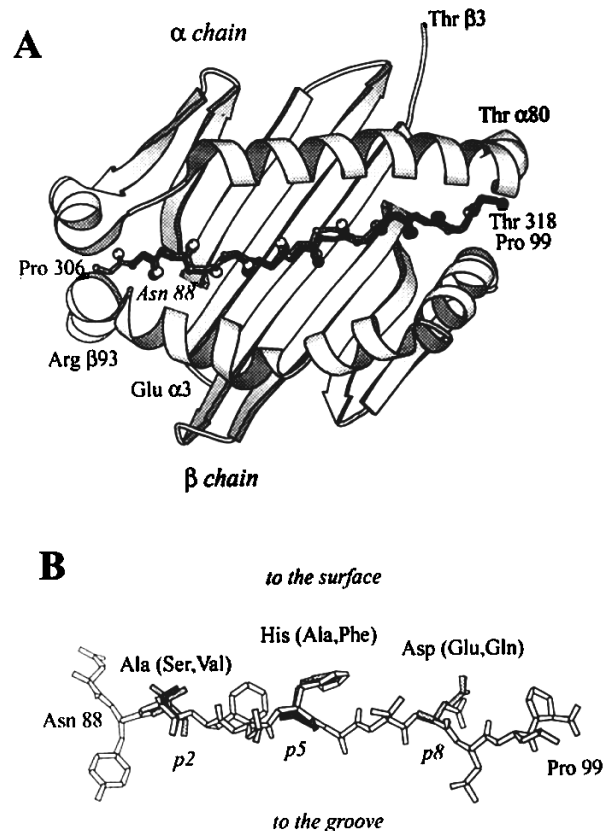 A
α chain
Thr β3
Thr α80
Thr 318
Pro 99
Pro 306
Asn 88
Arg β93
Glu α3
β chain
B
to the surface
His (Ala,Phe)
Ala (Ser,Val)
Asp (Glu,Gln)
Asn 88
p2
p5
p8
Pro 99
to the groove